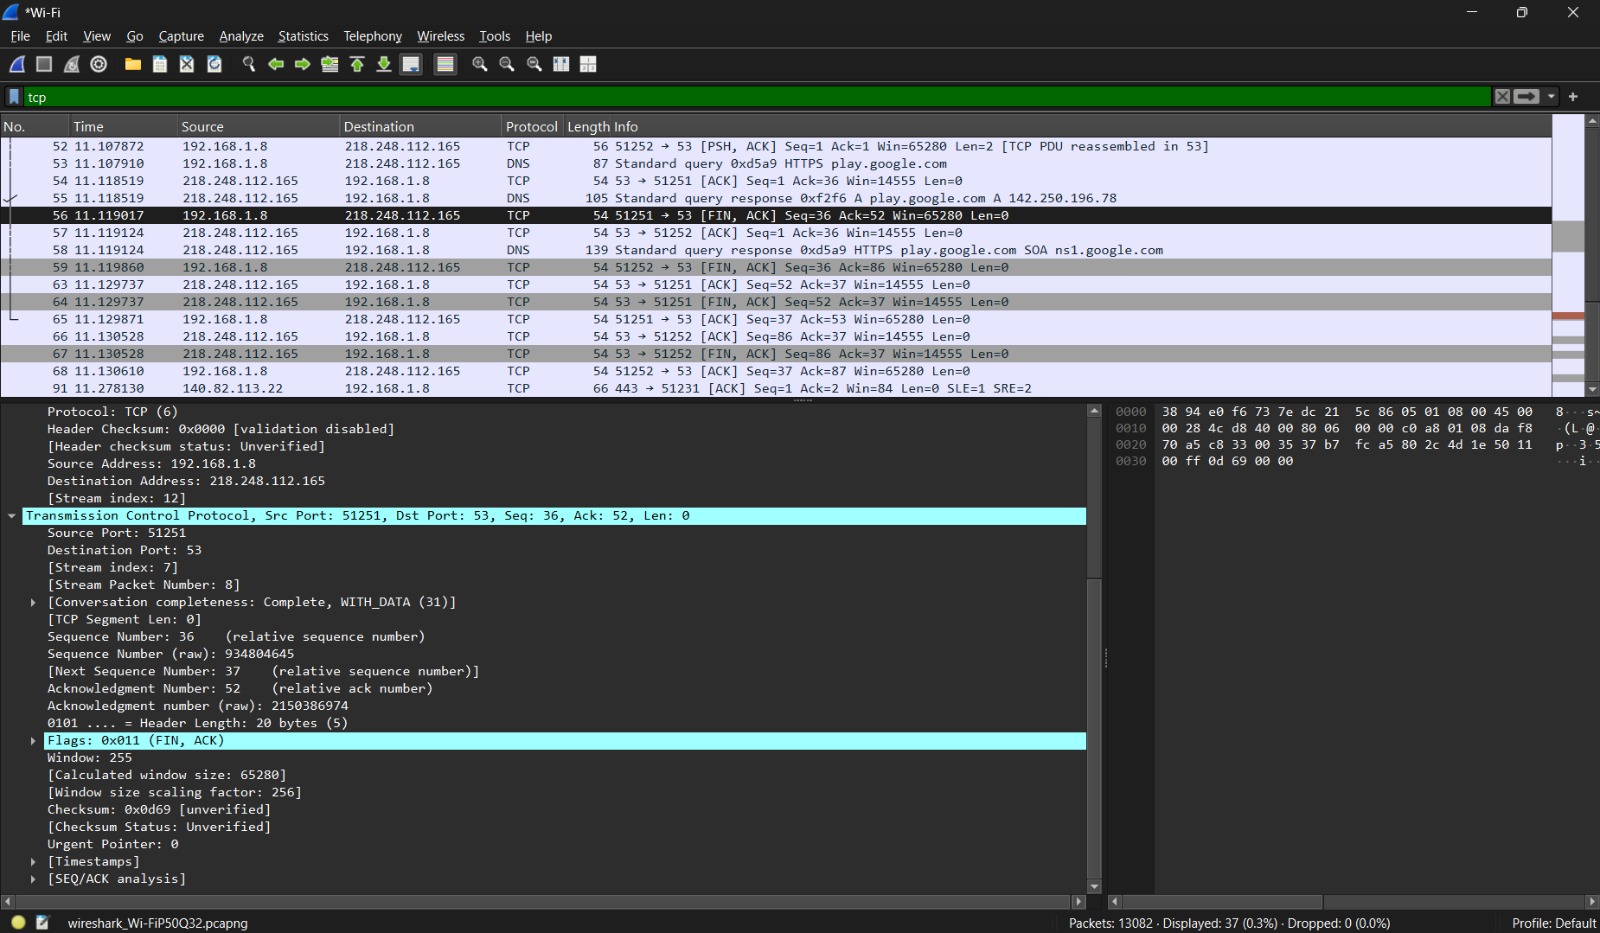 *Wi-Fi
File Edit View Go Capture Analyze Statistics Telephony Wireless Tools Help
tcp
No. Time Source Destination Protocol Length Info
52 11.107872 192.168.1.8 218.248.112.165 TCP 56 51252 → 53 [PSH, ACK] Seq=1 Ack=1 Win=65280 Len=2 [TCP PDU reassembled in 53]
53 11.107910 192.168.1.8 218.248.112.165 DNS 87 Standard query 0xd5a9 HTTPS play.google.com
54 11.118519 218.248.112.165 192.168.1.8 TCP 54 53 → 51251 [ACK] Seq=1 Ack=36 Win=14555 Len=0
55 11.118519 218.248.112.165 192.168.1.8 DNS 105 Standard query response 0xf2f6 A play.google.com A 142.250.196.78
56 11.119017 192.168.1.8 218.248.112.165 TCP 54 51251 → 53 [FIN, ACK] Seq=36 Ack=52 Win=65280 Len=0
57 11.119124 218.248.112.165 192.168.1.8 TCP 54 53 → 51252 [ACK] Seq=1 Ack=36 Win=14555 Len=0
58 11.119124 218.248.112.165 192.168.1.8 DNS 139 Standard query response 0xd5a9 HTTPS play.google.com SOA ns1.google.com
59 11.119860 192.168.1.8 218.248.112.165 TCP 54 51252 → 53 [FIN, ACK] Seq=36 Ack=86 Win=65280 Len=0
63 11.129737 218.248.112.165 192.168.1.8 TCP 54 53 → 51251 [ACK] Seq=52 Ack=37 Win=14555 Len=0
64 11.129737 218.248.112.165 192.168.1.8 TCP 54 53 → 51251 [FIN, ACK] Seq=52 Ack=37 Win=14555 Len=0
65 11.129871 192.168.1.8 218.248.112.165 TCP 54 51251 → 53 [ACK] Seq=37 Ack=53 Win=65280 Len=0
66 11.130528 218.248.112.165 192.168.1.8 TCP 54 53 → 51252 [ACK] Seq=86 Ack=37 Win=14555 Len=0
67 11.130528 218.248.112.165 192.168.1.8 TCP 54 53 → 51252 [FIN, ACK] Seq=86 Ack=37 Win=14555 Len=0
68 11.130610 192.168.1.8 218.248.112.165 TCP 54 51252 → 53 [ACK] Seq=37 Ack=87 Win=65280 Len=0
91 11.278130 140.82.113.22 192.168.1.8 TCP 66 443 → 51231 [ACK] Seq=1 Ack=2 Win=84 Len=0 SLE=1 SRE=2
Protocol: TCP (6)
Header Checksum: 0x0000 [validation disabled]
[Header checksum status: Unverified]
Source Address: 192.168.1.8
Destination Address: 218.248.112.165
[Stream index: 12]
Transmission Control Protocol, Src Port: 51251, Dst Port: 53, Seq: 36, Ack: 52, Len: 0
Source Port: 51251
Destination Port: 53
[Stream index: 7]
[Stream Packet Number: 8]
[Conversation completeness: Complete, WITH_DATA (31)]
[TCP Segment Len: 0]
Sequence Number: 36 (relative sequence number)
Sequence Number (raw): 934804645
[Next Sequence Number: 37 (relative sequence number)]
Acknowledgment Number: 52 (relative ack number)
Acknowledgment number (raw): 2150386974
0101 .... = Header Length: 20 bytes (5)
Flags: 0x011 (FIN, ACK)
Window: 255
[Calculated window size: 65280]
[Window size scaling factor: 256]
Checksum: 0x0d69 [unverified]
[Checksum Status: Unverified]
Urgent Pointer: 0
[Timestamps]
[SEQ/ACK analysis]
0000 38 94 e0 f6 73 7e dc 21 5c 86 05 01 08 00 45 00 8···s~
0010 00 28 4c d8 40 00 80 06 00 00 c0 a8 01 08 da f8 ·(L·@·
0020 70 a5 c8 33 00 35 37 b7 fc a5 80 2c 4d 1e 50 11 p··3·5
0030 00 ff 0d 69 00 00 ···i··
wireshark_Wi-FiP50Q32.pcapng
Packets: 13082 · Displayed: 37 (0.3%) · Dropped: 0 (0.0%)
Profile: Default